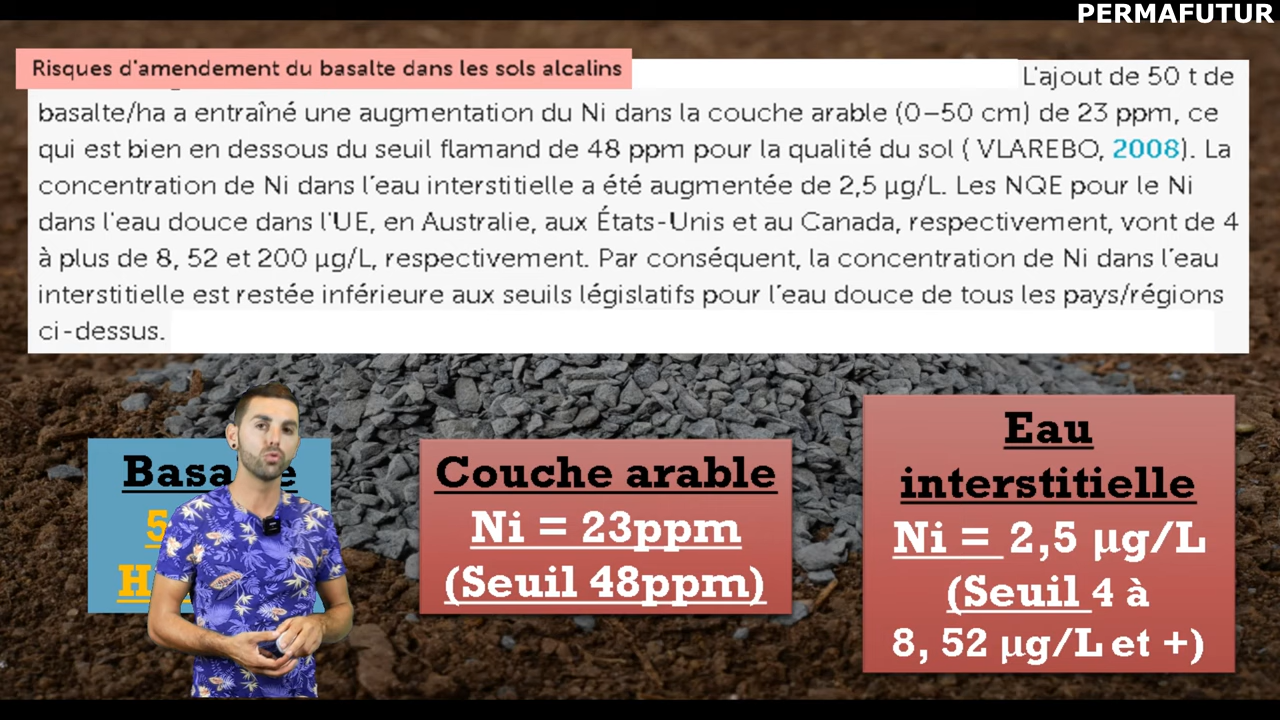 PERMAFUTUR
Risques d'amendement du basalte dans les sols alcalins
L'ajout de 50 t de
basalte/ha a entraîné une augmentation du Ni dans la couche arable (0–50 cm) de 23 ppm, ce
qui est bien en dessous du seuil flamand de 48 ppm pour la qualité du sol ( VLAREBO, 2008). La
concentration de Ni dans l'eau interstitielle a été augmentée de 2,5 µg/L. Les NQE pour le Ni
dans l'eau douce dans l'UE, en Australie, aux États-Unis et au Canada, respectivement, vont de 4
à plus de 8, 52 et 200 µg/L, respectivement. Par conséquent, la concentration de Ni dans l'eau
interstitielle est restée inférieure aux seuils législatifs pour l'eau douce de tous les pays/régions
ci-dessus.
Couche arable
Ni = 23ppm
(Seuil 48ppm)
Eau
interstitielle
Ni = 2,5 µg/L
(Seuil 4 à
8, 52 µg/L et +)